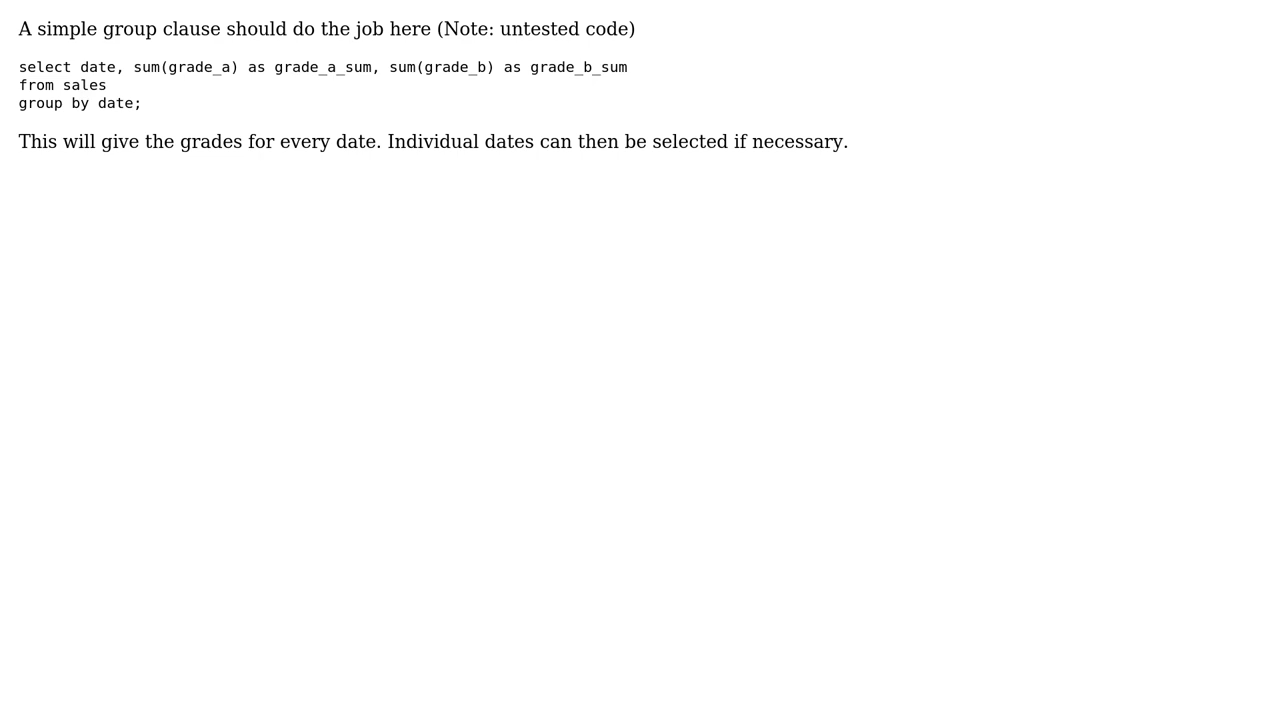 A simple group clause should do the job here (Note: untested code)
select date, sum(grade_a) as grade_a_sum, sum(grade_b) as grade_b_sum
from sales
group by date;
This will give the grades for every date. Individual dates can then be selected if necessary.